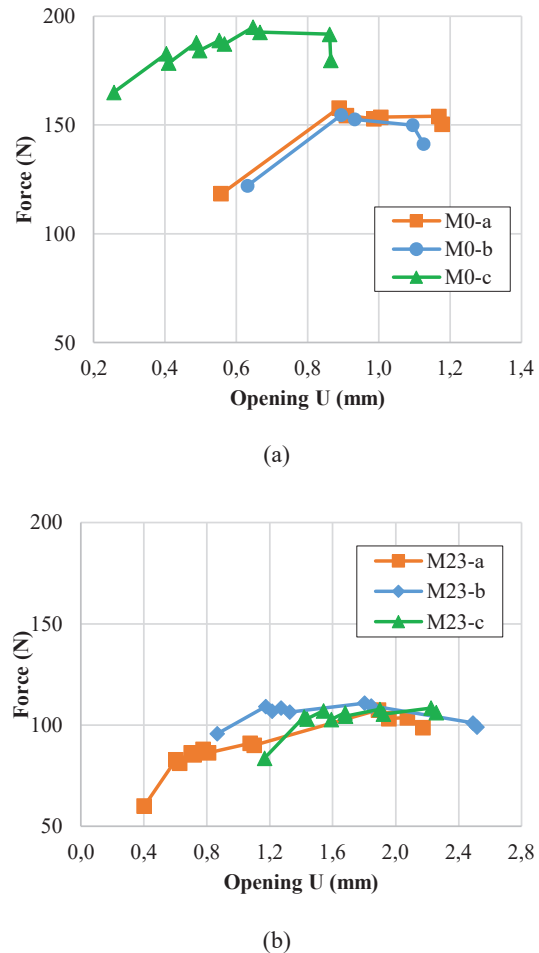 200
150
100
50
Force (N)
M0-a
M0-b
M0-c
0,2 0,4 0,6 0,8 1,0 1,2 1,4
Opening U (mm)
(a)
200
150
100
50
Force (N)
M23-a
M23-b
M23-c
0,0 0,4 0,8 1,2 1,6 2,0 2,4 2,8
Opening U (mm)
(b)